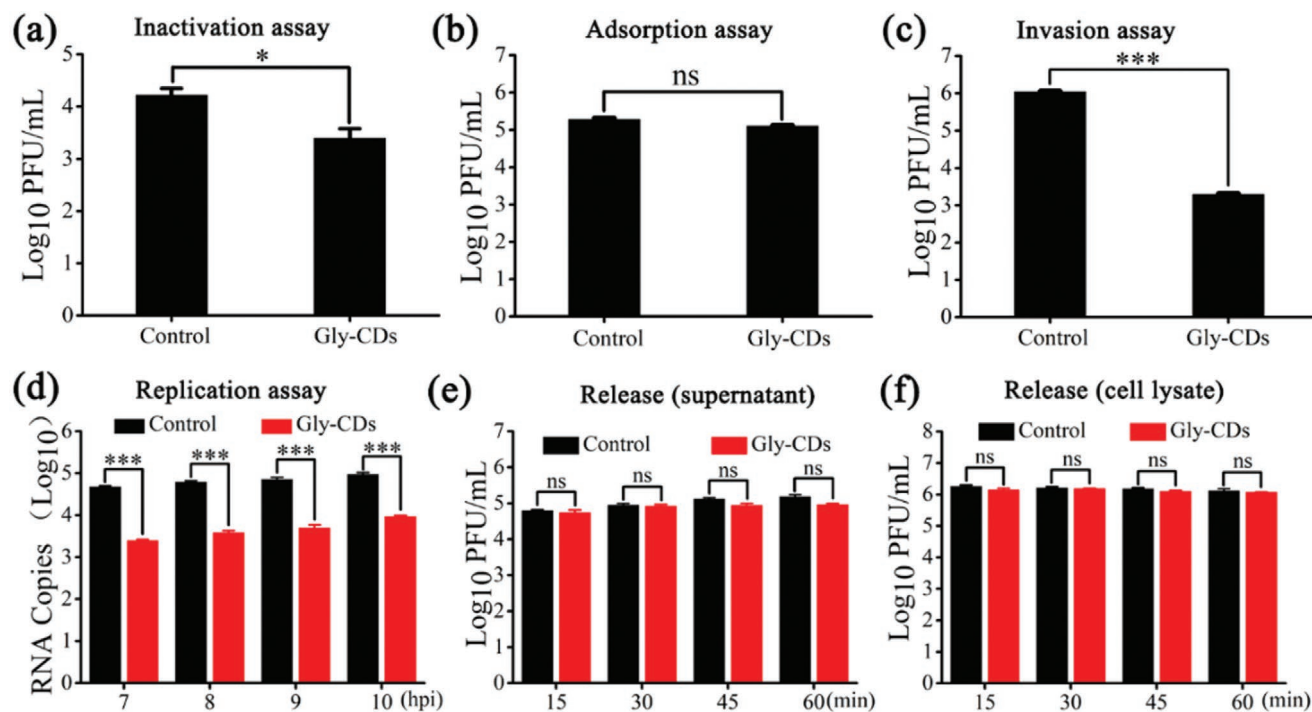 (a) Inactivation assay
*
Log10 PFU/mL
5
4
3
2
1
0
Control Gly-CDs
(b) Adsorption assay
ns
Log10 PFU/mL
7
6
5
4
3
2
1
0
Control Gly-CDs
(c) Invasion assay
***
Log10 PFU/mL
7
6
5
4
3
2
1
0
Control Gly-CDs
(d) Replication assay
Control Gly-CDs
*** *** *** ***
RNA Copies (Log10)
6
5
4
3
2
1
0
7 8 9 10 (hpi)
(e) Release (supernatant)
Control Gly-CDs
ns ns ns ns
Log10 PFU/mL
7
6
5
4
3
2
1
0
15 30 45 60 (min)
(f) Release (cell lysate)
Control Gly-CDs
ns ns ns ns
Log10 PFU/mL
8
7
6
5
4
3
2
1
0
15 30 45 60 (min)